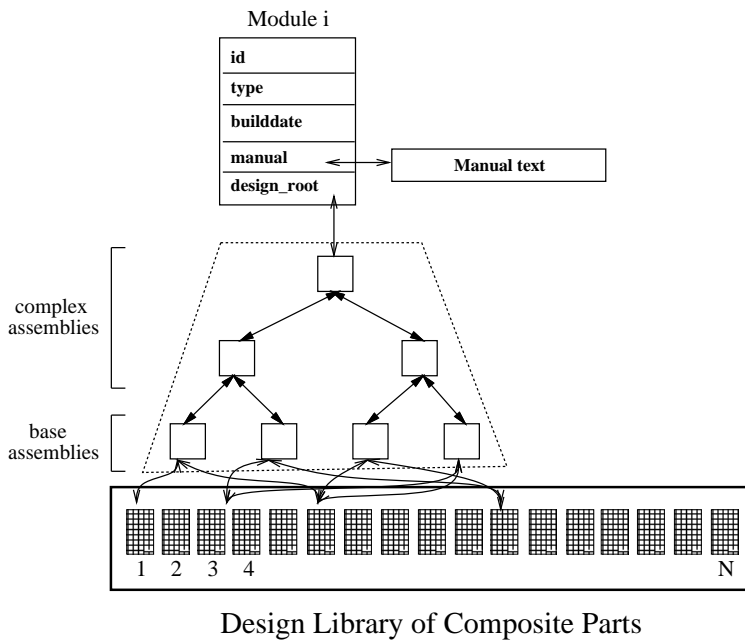 Module i
id
type
builddate
manual
Manual text
design_root
complex
assemblies
base
assemblies
1 2 3 4 N
Design Library of Composite Parts